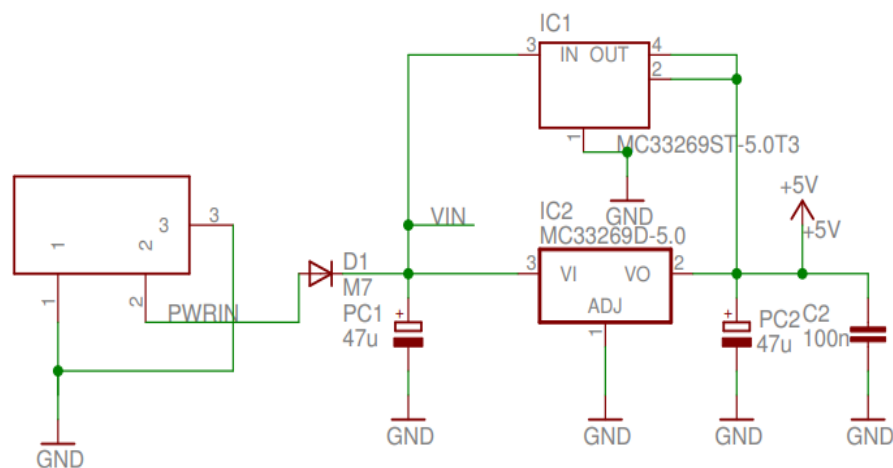 IC1
3
IN OUT
4
2
1
MC33269ST-5.0T3
GND
3
3
1
2
1
2
PWRIN
GND
D1
M7
VIN
PC1
+
47u
GND
IC2
MC33269D-5.0
3
VI
VO
2
ADJ
1
GND
+5V
+5V
+
PC2
47u
GND
C2
100n
GND